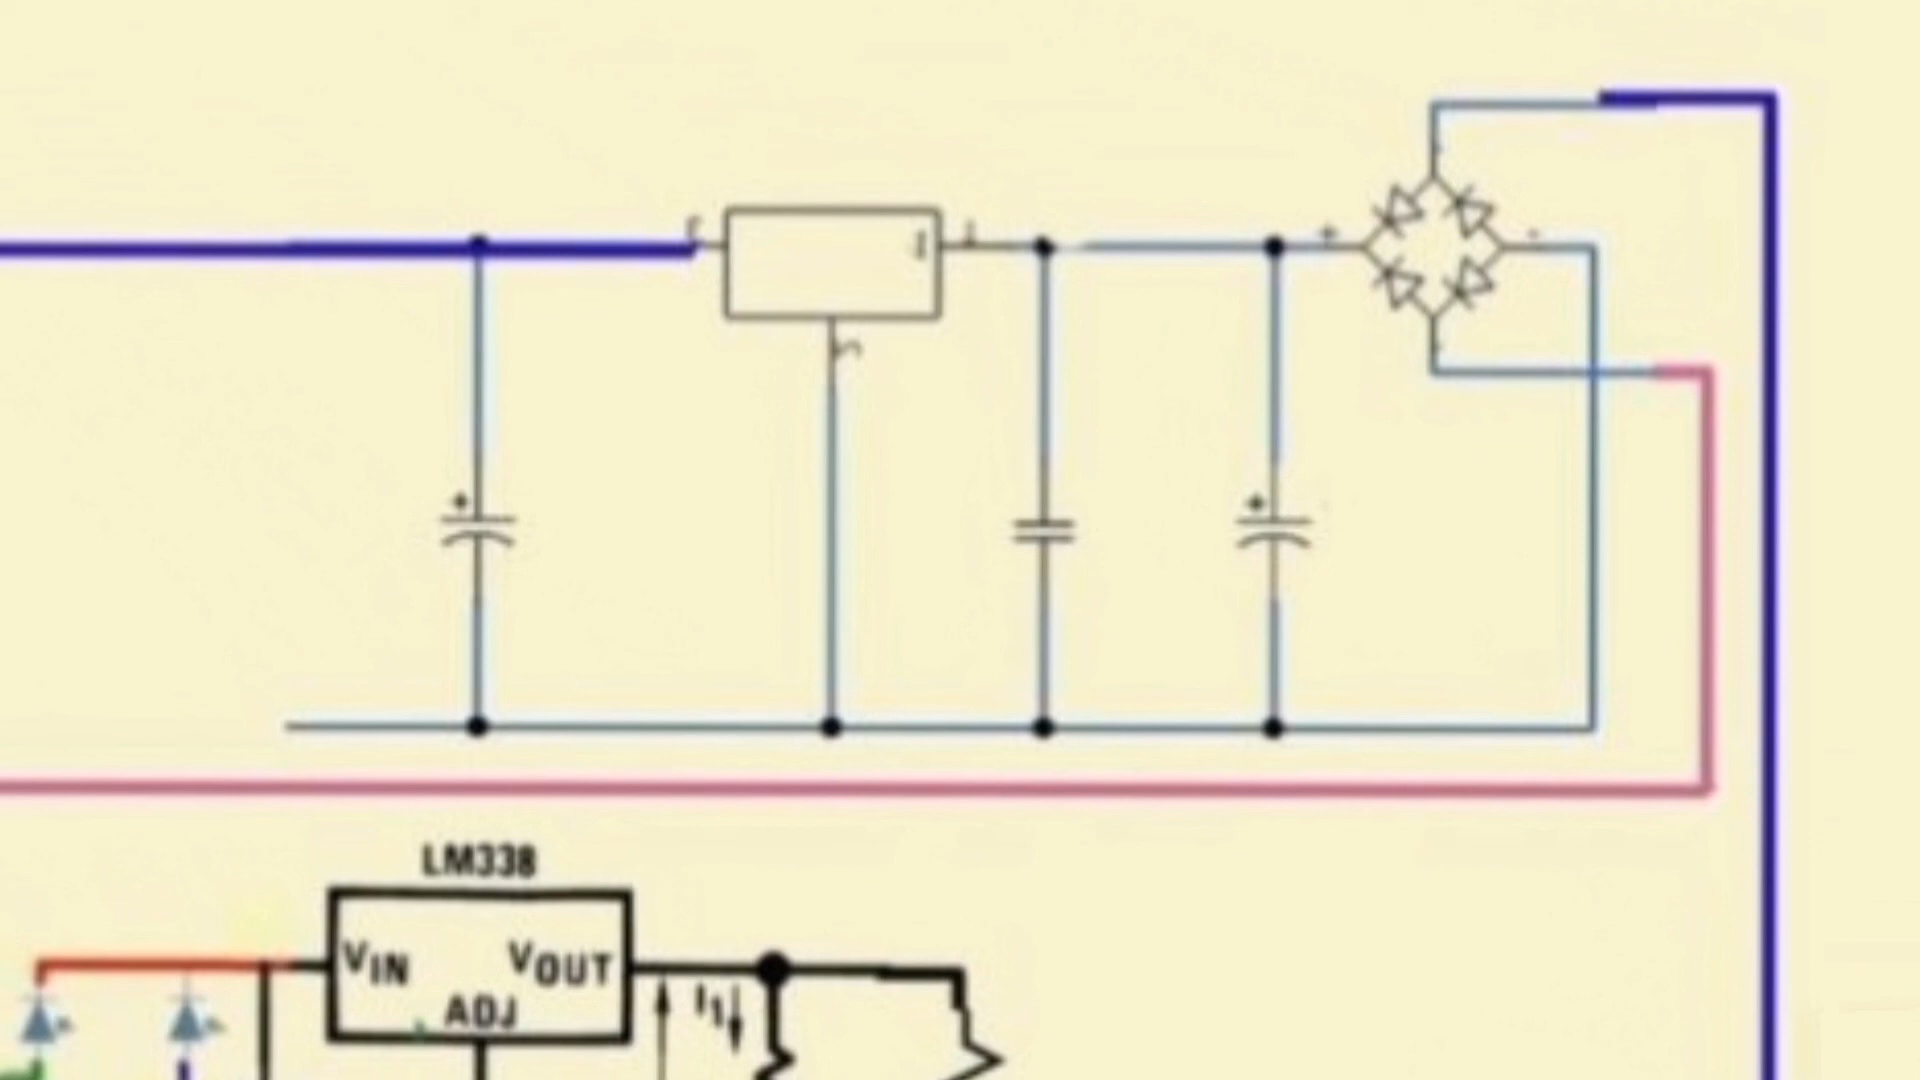 + -
+ +
LM338
VIN VOUT
ADJ
I1